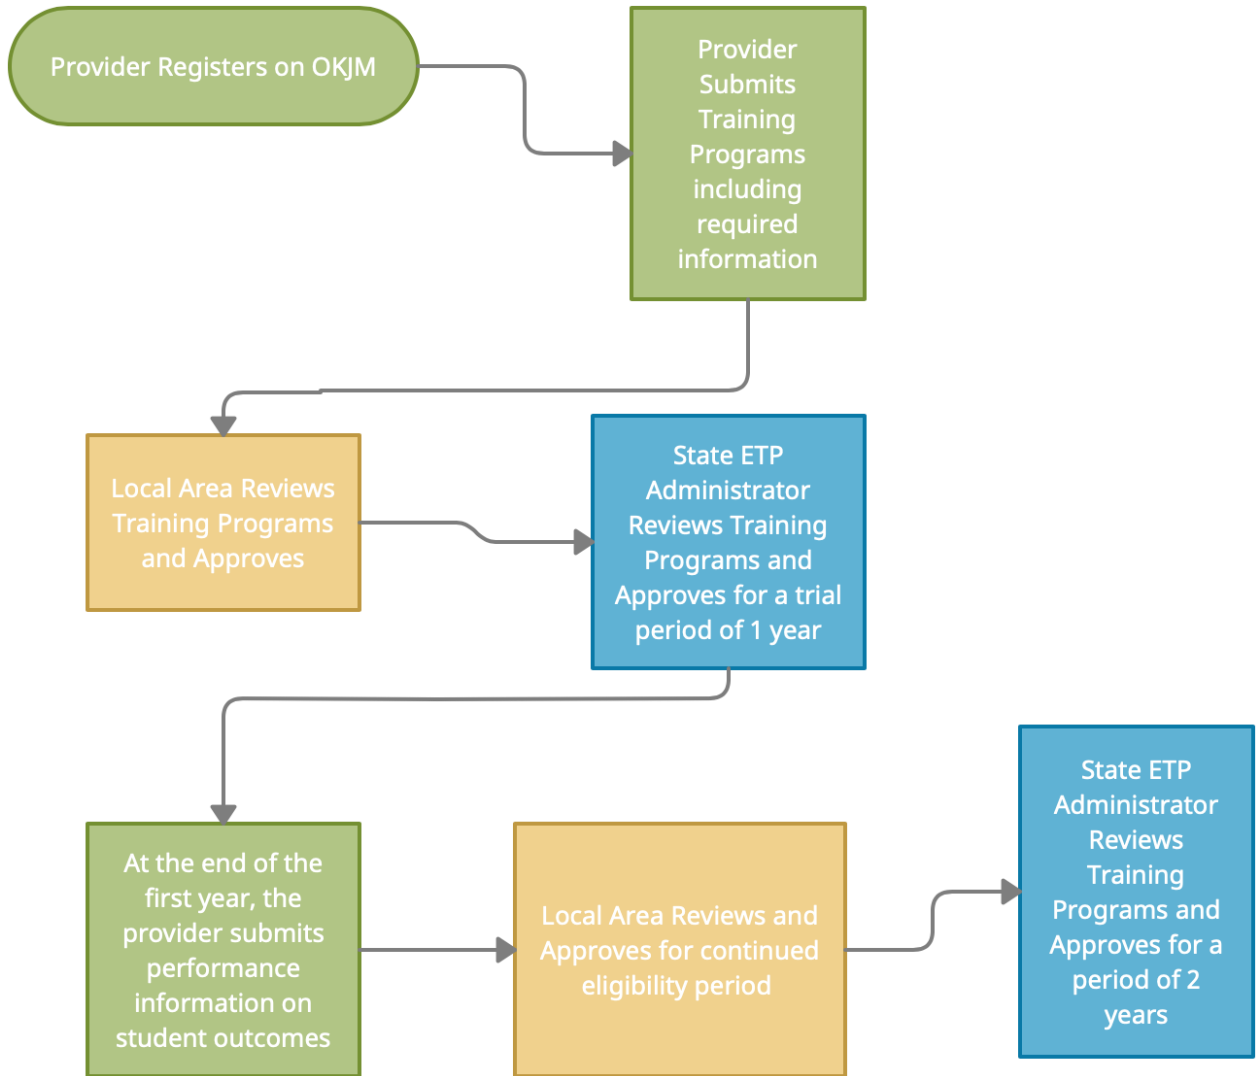 Provider Registers on OKJM
Provider
Submits
Training
Programs
including
required
information
Local Area Reviews
Training Programs
and Approves
State ETP
Administrator
Reviews Training
Programs and
Approves for a trial
period of 1 year
At the end of the
first year, the
provider submits
performance
information on
student outcomes
Local Area Reviews and
Approves for continued
eligibility period
State ETP
Administrator
Reviews
Training
Programs and
Approves for a
period of 2
years